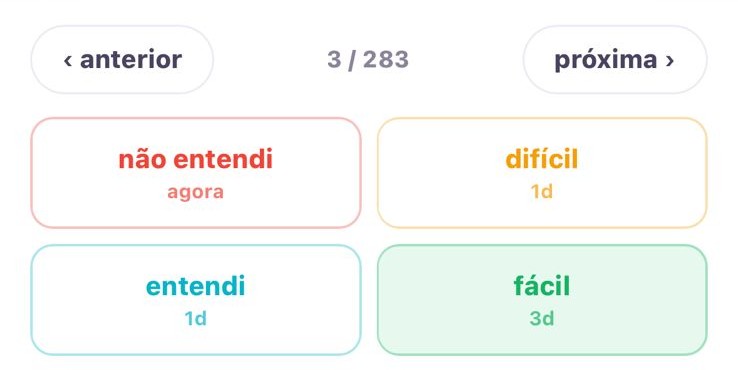 ‹ anterior
3 / 283
próxima ›
não entendi
agora
difícil
1d
entendi
1d
fácil
3d